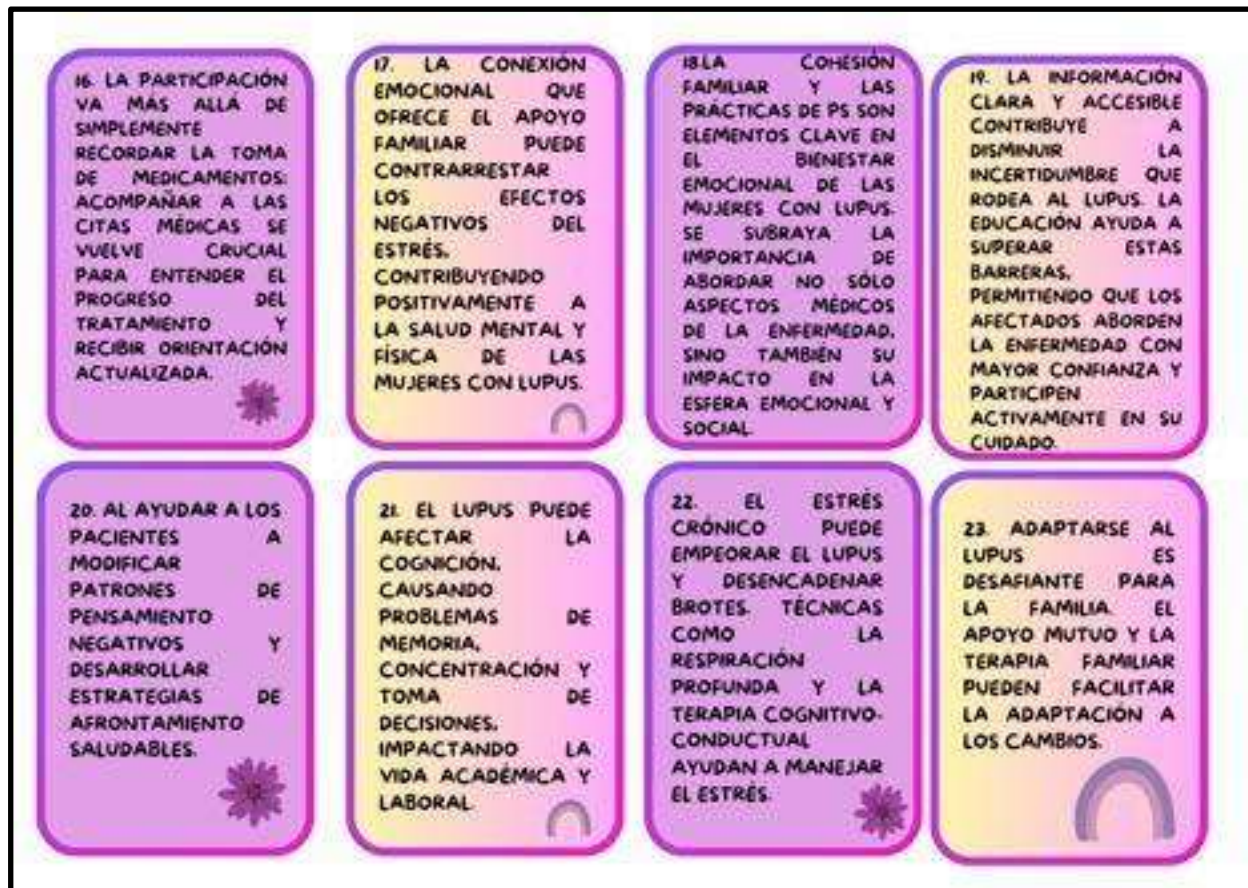 16. LA PARTICIPACIÓN
VA MÁS ALLÁ DE
SIMPLEMENTE
RECORDAR LA TOMA
DE MEDICAMENTOS:
ACOMPAÑAR A LAS
CITAS MÉDICAS SE
VUELVE CRUCIAL
PARA ENTENDER EL
PROGRESO DEL
TRATAMIENTO Y
RECIBIR ORIENTACIÓN
ACTUALIZADA.
17. LA CONEXIÓN
EMOCIONAL QUE
OFRECE EL APOYO
FAMILIAR PUEDE
CONTRARRESTAR
LOS EFECTOS
NEGATIVOS DEL
ESTRÉS,
CONTRIBUYENDO
POSITIVAMENTE A
LA SALUD MENTAL Y
FÍSICA DE LAS
MUJERES CON LUPUS.
18.LA COHESIÓN
FAMILIAR Y LAS
PRÁCTICAS DE PS SON
ELEMENTOS CLAVE EN
EL BIENESTAR
EMOCIONAL DE LAS
MUJERES CON LUPUS.
SE SUBRAYA LA
IMPORTANCIA DE
ABORDAR NO SÓLO
ASPECTOS MÉDICOS
DE LA ENFERMEDAD,
SINO TAMBIÉN SU
IMPACTO EN LA
ESFERA EMOCIONAL Y
SOCIAL.
19. LA INFORMACIÓN
CLARA Y ACCESIBLE
CONTRIBUYE A
DISMINUIR LA
INCERTIDUMBRE QUE
RODEA AL LUPUS. LA
EDUCACIÓN AYUDA A
SUPERAR ESTAS
BARRERAS,
PERMITIENDO QUE LOS
AFECTADOS ABORDEN
LA ENFERMEDAD CON
MAYOR CONFIANZA Y
PARTICIPEN
ACTIVAMENTE EN SU
CUIDADO.
20. AL AYUDAR A LOS
PACIENTES A
MODIFICAR
PATRONES DE
PENSAMIENTO
NEGATIVOS Y
DESARROLLAR
ESTRATEGIAS DE
AFRONTAMIENTO
SALUDABLES.
21. EL LUPUS PUEDE
AFECTAR LA
COGNICIÓN,
CAUSANDO
PROBLEMAS DE
MEMORIA,
CONCENTRACIÓN Y
TOMA DE
DECISIONES,
IMPACTANDO LA
VIDA ACADÉMICA Y
LABORAL.
22. EL ESTRÉS
CRÓNICO PUEDE
EMPEORAR EL LUPUS
Y DESENCADENAR
BROTES. TÉCNICAS
COMO LA
RESPIRACIÓN
PROFUNDA Y LA
TERAPIA COGNITIVO-
CONDUCTUAL
AYUDAN A MANEJAR
EL ESTRÉS.
23. ADAPTARSE AL
LUPUS ES
DESAFIANTE PARA
LA FAMILIA. EL
APOYO MUTUO Y LA
TERAPIA FAMILIAR
PUEDEN FACILITAR
LA ADAPTACIÓN A
LOS CAMBIOS.